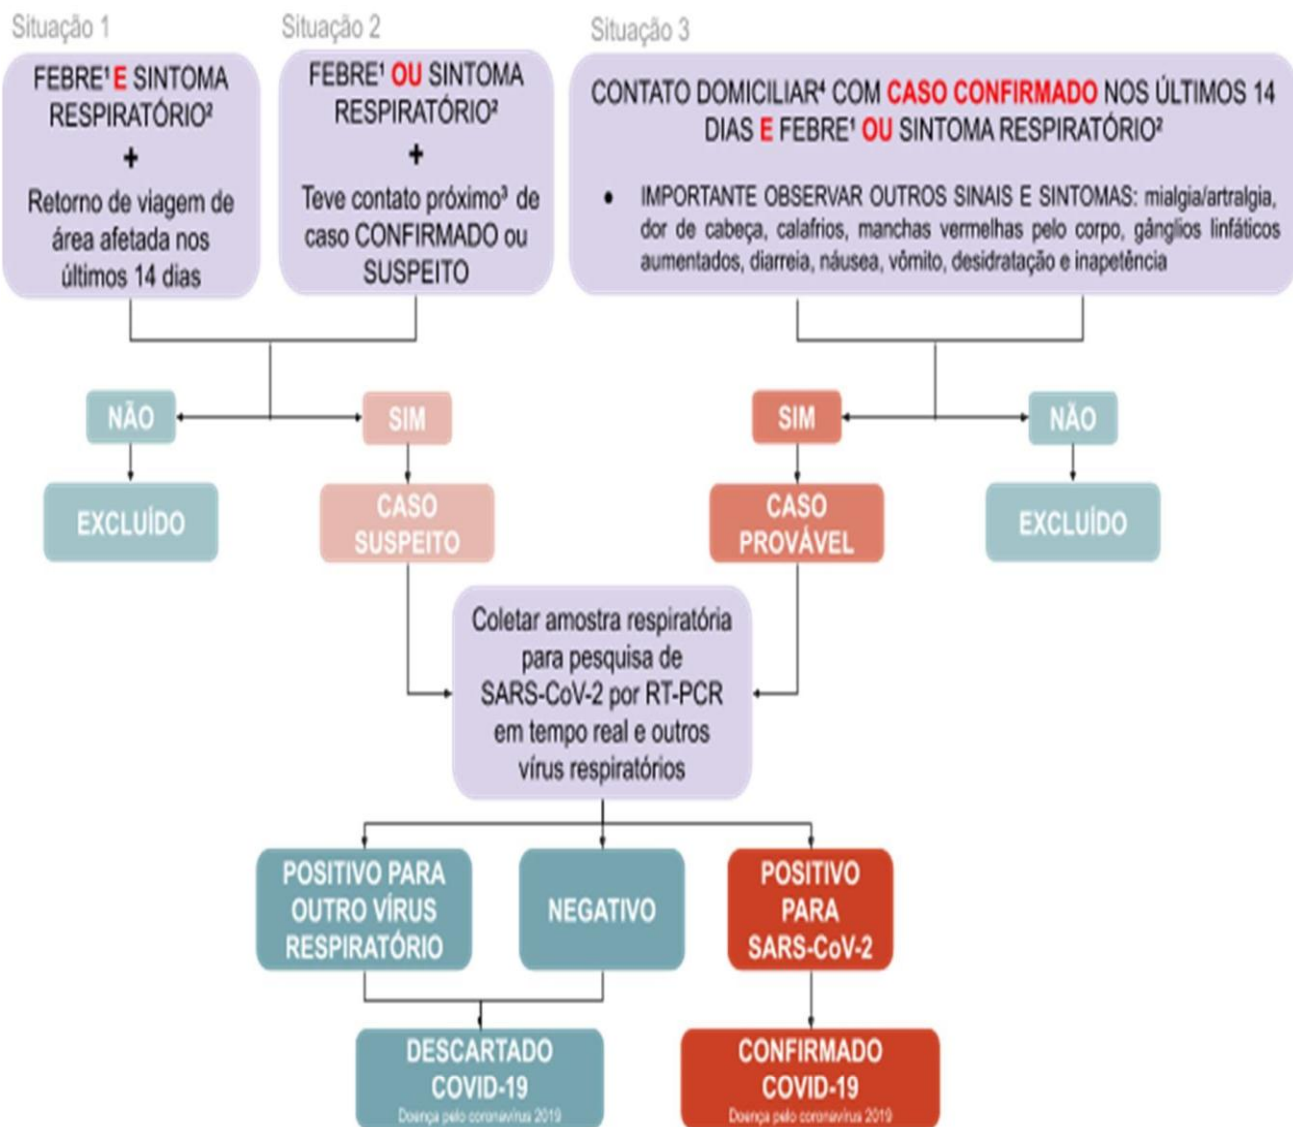 Situação 1
FEBRE¹ E SINTOMA
RESPIRATÓRIO²
+
Retorno de viagem de
área afetada nos
últimos 14 dias
Situação 2
FEBRE¹ OU SINTOMA
RESPIRATÓRIO²
+
Teve contato próximo³ de
caso CONFIRMADO ou
SUSPEITO
Situação 3
CONTATO DOMICILIAR⁴ COM CASO CONFIRMADO NOS ÚLTIMOS 14
DIAS E FEBRE¹ OU SINTOMA RESPIRATÓRIO²
• IMPORTANTE OBSERVAR OUTROS SINAIS E SINTOMAS: mialgia/artralgia,
dor de cabeça, calafrios, manchas vermelhas pelo corpo, gânglios linfáticos
aumentados, diarreia, náusea, vômito, desidratação e inapetência
NÃO
SIM
SIM
NÃO
EXCLUÍDO
CASO
SUSPEITO
CASO
PROVÁVEL
EXCLUÍDO
Coletar amostra respiratória
para pesquisa de
SARS-CoV-2 por RT-PCR
em tempo real e outros
vírus respiratórios
POSITIVO PARA
OUTRO VÍRUS
RESPIRATÓRIO
NEGATIVO
POSITIVO
PARA
SARS-CoV-2
DESCARTADO
COVID-19
Doença pelo coronavírus 2019
CONFIRMADO
COVID-19
Doença pelo coronavírus 2019